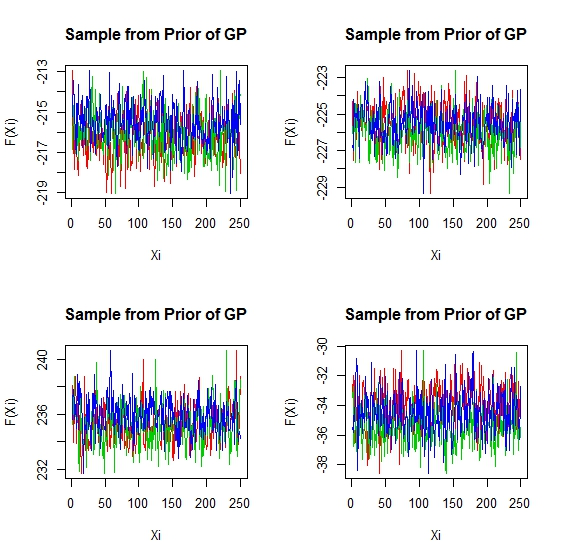 Sample from Prior of GP
-213
-215
-217
-219
F(Xi)
0 50 100 150 200 250
Xi
Sample from Prior of GP
-223
-225
-227
-229
F(Xi)
0 50 100 150 200 250
Xi
Sample from Prior of GP
240
236
232
F(Xi)
0 50 100 150 200 250
Xi
Sample from Prior of GP
-30
-32
-34
-36
-38
F(Xi)
0 50 100 150 200 250
Xi